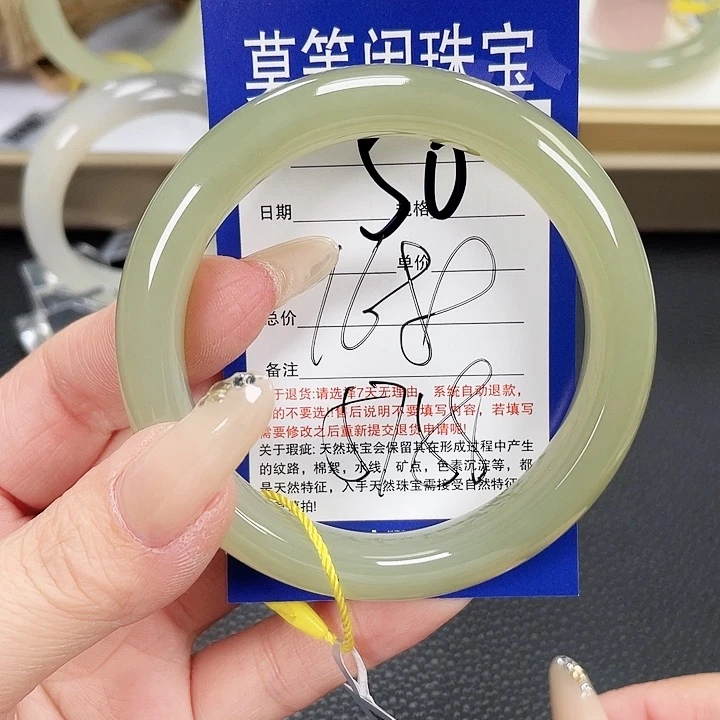 草笙闲珠宝
50
日期 规格
单价
1688
总价
备注
于退货:请选择7天无理由,系统自动退款,
的不要选!售后说明不要填写内容,若填写
需要修改之后重新提交退货申请呢!
关于瑕疵:天然珠宝会保留其在形成过程中产生
的纹路,棉絮,水线,矿点,色素沉淀等,都
是天然特征,入手天然珠宝需接受自然特征